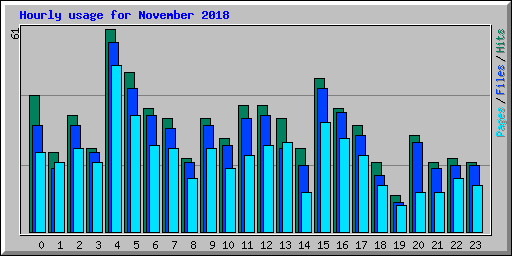 Hourly usage for November 2018
61
Pages / Files / Hits
0 1 2 3 4 5 6 7 8 9 10 11 12 13 14 15 16 17 18 19 20 21 22 23